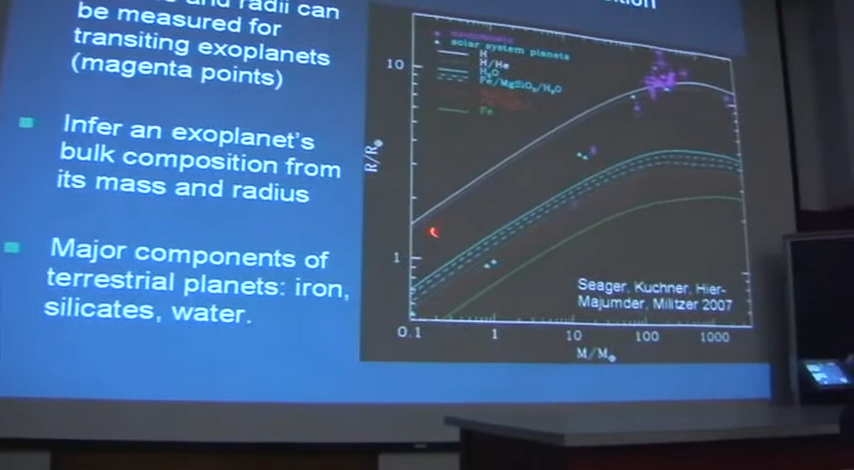 and radii can
be measured for
transiting exoplanets
(magenta points)
Infer an exoplanet's
bulk composition from
its mass and radius
Major components of
terrestrial planets: iron,
silicates, water.
solar system planets
H
H/He
H₂O
Fe/MgSiO₃/H₂O
Fe
10
R/R⊕
1
Seager, Kuchner, Hier-
Majumder, Militzer 2007
0.1 1 10 100 1000
M/M⊕